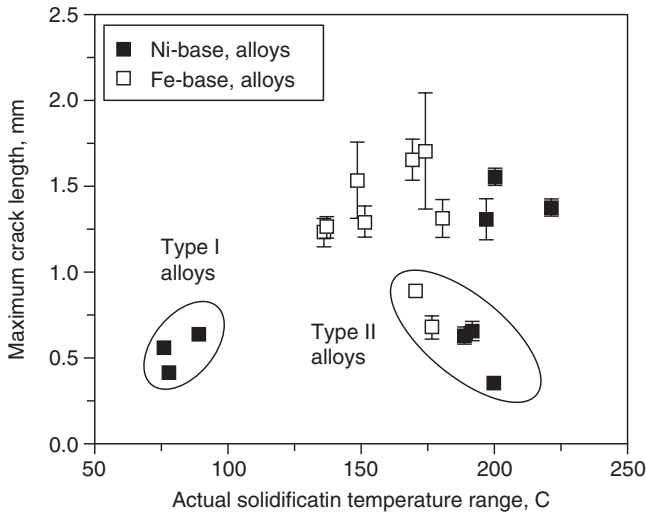 2.5
2.0
1.5
1.0
0.5
0.0
Maximum crack length, mm
Ni-base, alloys
Fe-base, alloys
Type I
alloys
Type II
alloys
50 100 150 200 250
Actual solidificatin temperature range, C